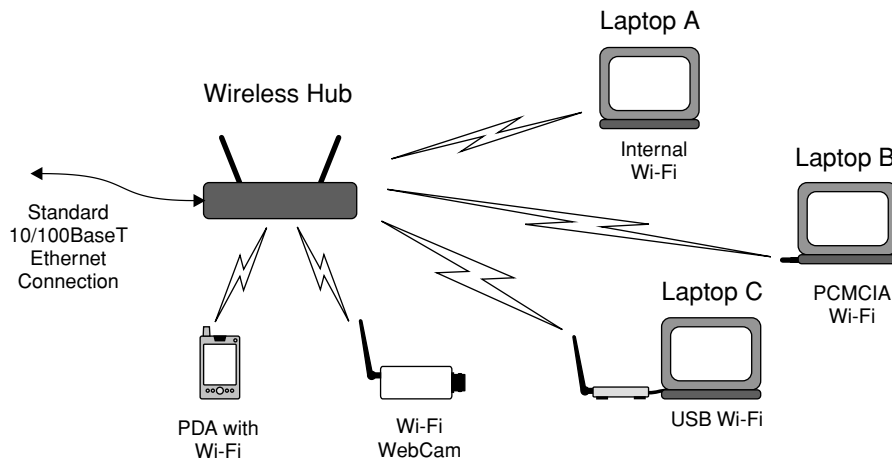 Laptop A
Wireless Hub
Internal
Wi-Fi
Laptop B
Standard
10/100BaseT
Ethernet
Connection
Laptop C
PCMCIA
Wi-Fi
PDA with
Wi-Fi
Wi-Fi
WebCam
USB Wi-Fi